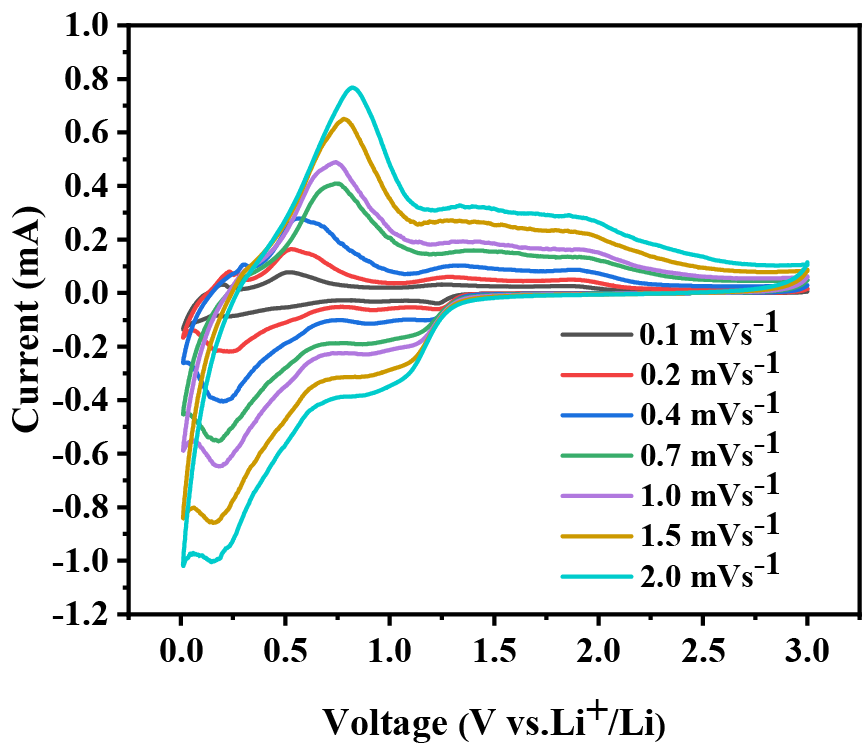 1.0
0.8
0.6
0.4
0.2
0.0
-0.2
-0.4
-0.6
-0.8
-1.0
-1.2
Current (mA)
0.1 mVs⁻¹
0.2 mVs⁻¹
0.4 mVs⁻¹
0.7 mVs⁻¹
1.0 mVs⁻¹
1.5 mVs⁻¹
2.0 mVs⁻¹
0.0 0.5 1.0 1.5 2.0 2.5 3.0
Voltage (V vs.Li⁺/Li)